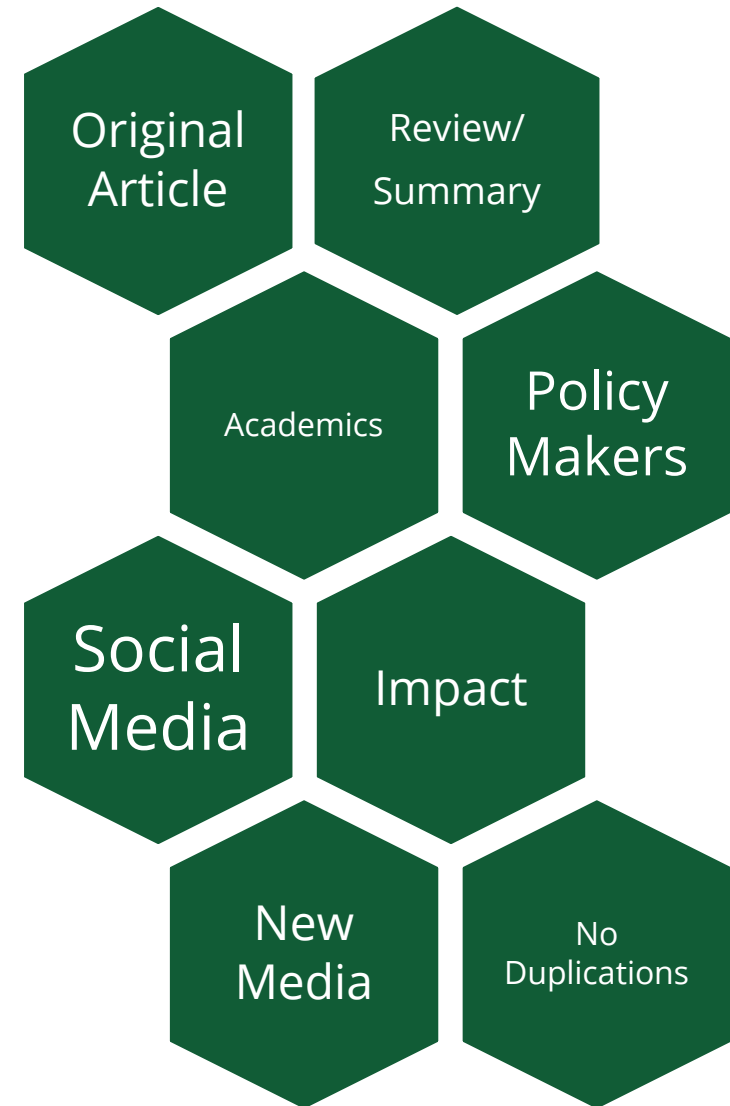 Original
Article
Review/
Summary
Academics
Policy
Makers
Social
Media
Impact
New
Media
No
Duplications